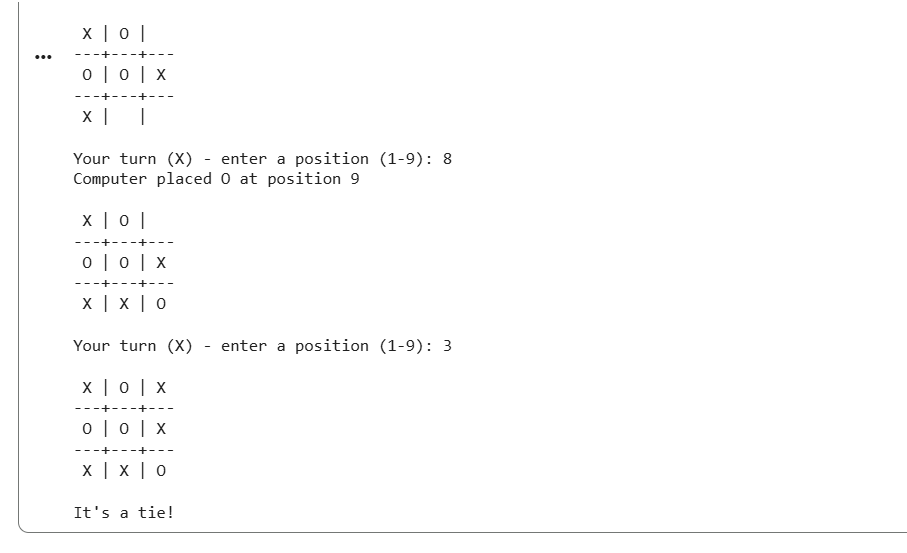 ...
X | O |
---+---+---
O | O | X
---+---+---
X |   |
Your turn (X) - enter a position (1-9): 8
Computer placed O at position 9
X | O |
---+---+---
O | O | X
---+---+---
X | X | O
Your turn (X) - enter a position (1-9): 3
X | O | X
---+---+---
O | O | X
---+---+---
X | X | O
It's a tie!